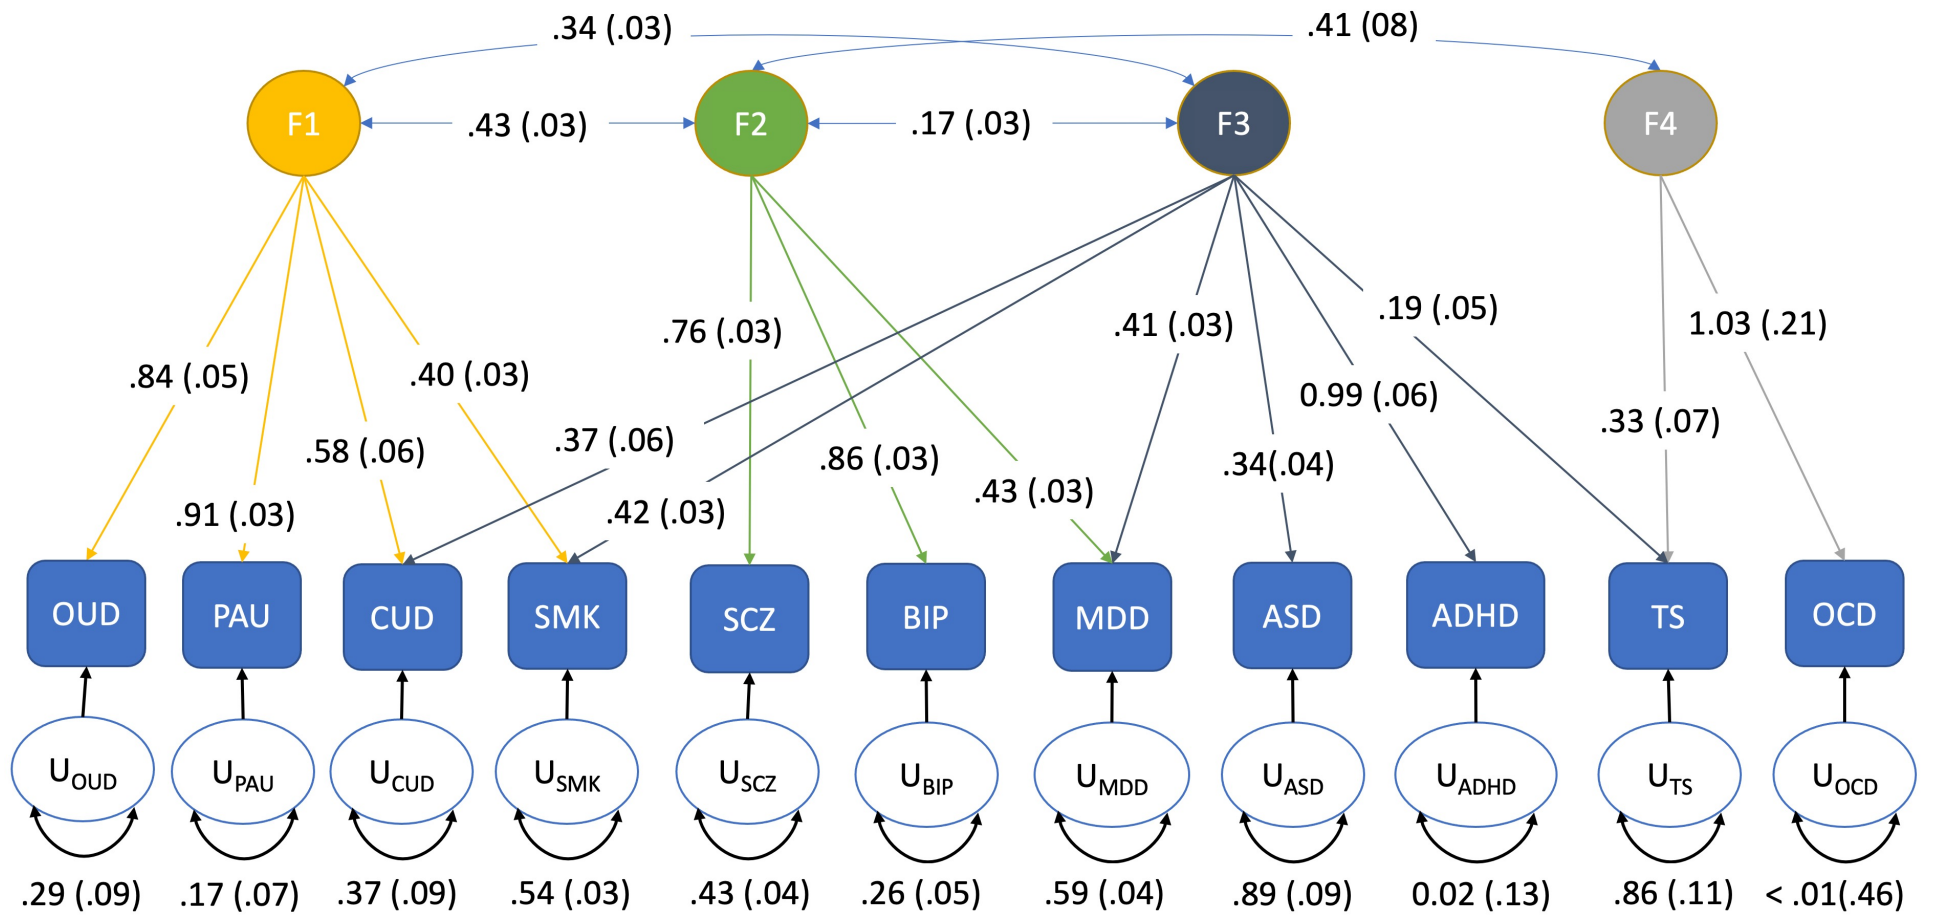 .34 (.03)
.41 (08)
F1
.43 (.03)
F2
.17 (.03)
F3
F4
.84 (.05)
.91 (.03)
.58 (.06)
.40 (.03)
.37 (.06)
.42 (.03)
.76 (.03)
.86 (.03)
.43 (.03)
.41 (.03)
.34(.04)
0.99 (.06)
.19 (.05)
.33 (.07)
1.03 (.21)
OUD
PAU
CUD
SMK
SCZ
BIP
MDD
ASD
ADHD
TS
OCD
UOUD
UPAU
UCUD
USMK
USCZ
UBIP
UMDD
UASD
UADHD
UTS
UOCD
.29 (.09)
.17 (.07)
.37 (.09)
.54 (.03)
.43 (.04)
.26 (.05)
.59 (.04)
.89 (.09)
0.02 (.13)
.86 (.11)
< .01(.46)